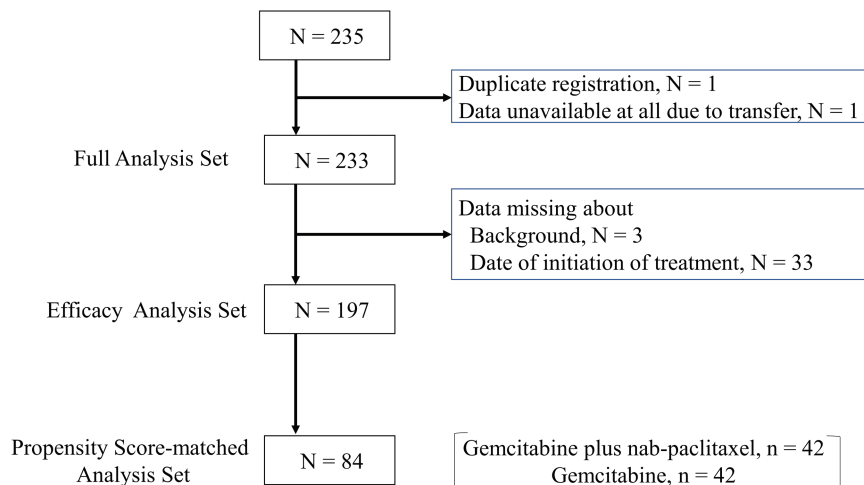 N = 235
Duplicate registration, N = 1
Data unavailable at all due to transfer, N = 1
Full Analysis Set
N = 233
Data missing about
Background, N = 3
Date of initiation of treatment, N = 33
Efficacy Analysis Set
N = 197
Propensity Score-matched
Analysis Set
N = 84
Gemcitabine plus nab-paclitaxel, n = 42
Gemcitabine, n = 42